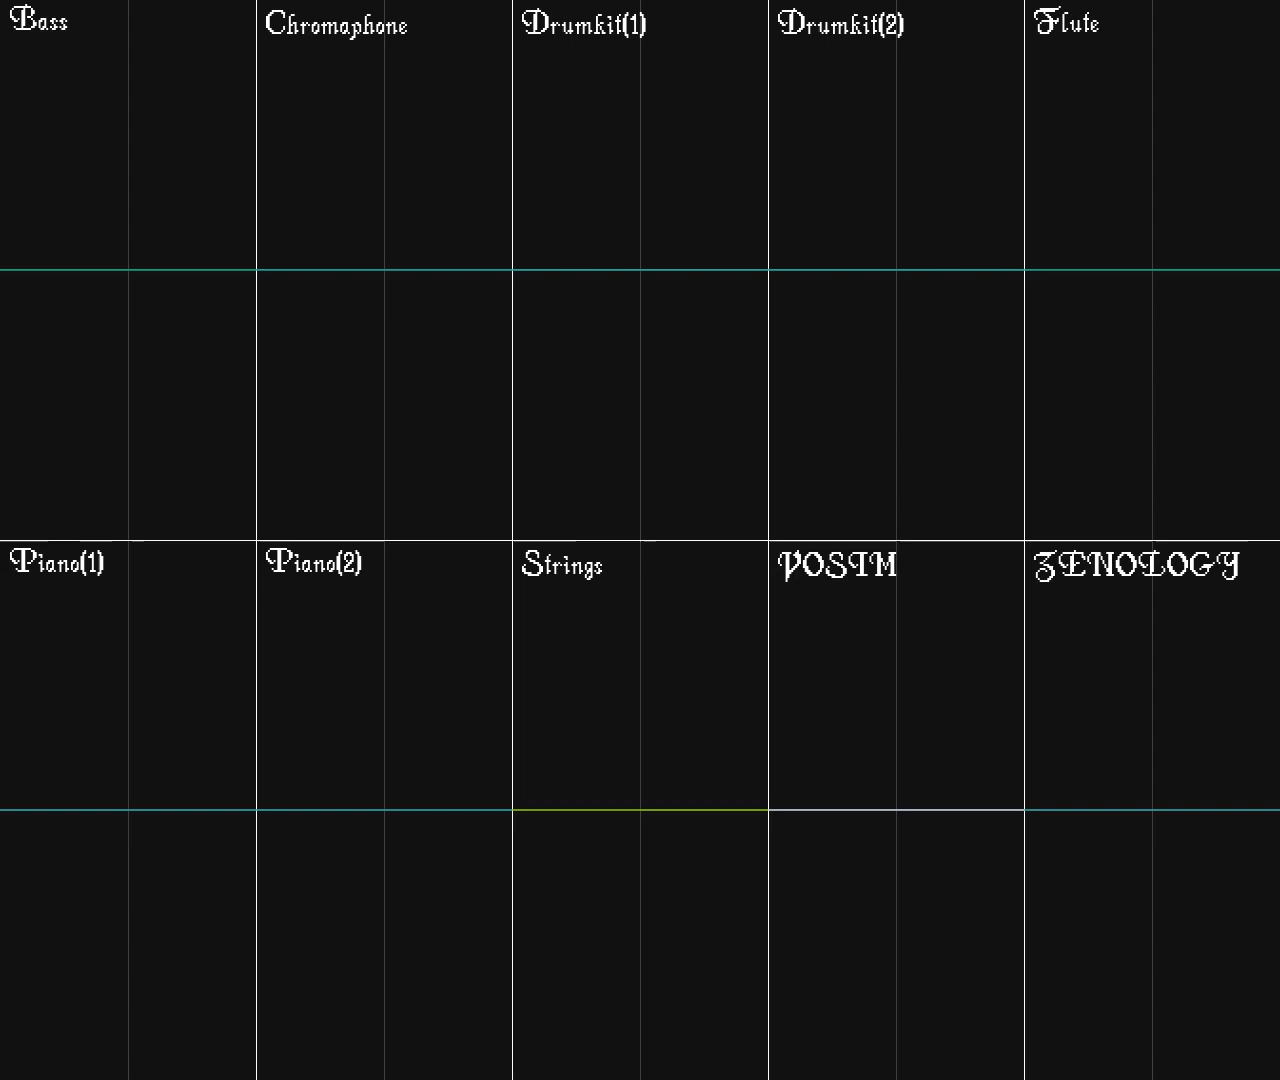 Bass
Chromaphone
Drumkit(1)
Drumkit(2)
Flute
Piano(1)
Piano(2)
Strings
VOSIM
ZENOLOGY